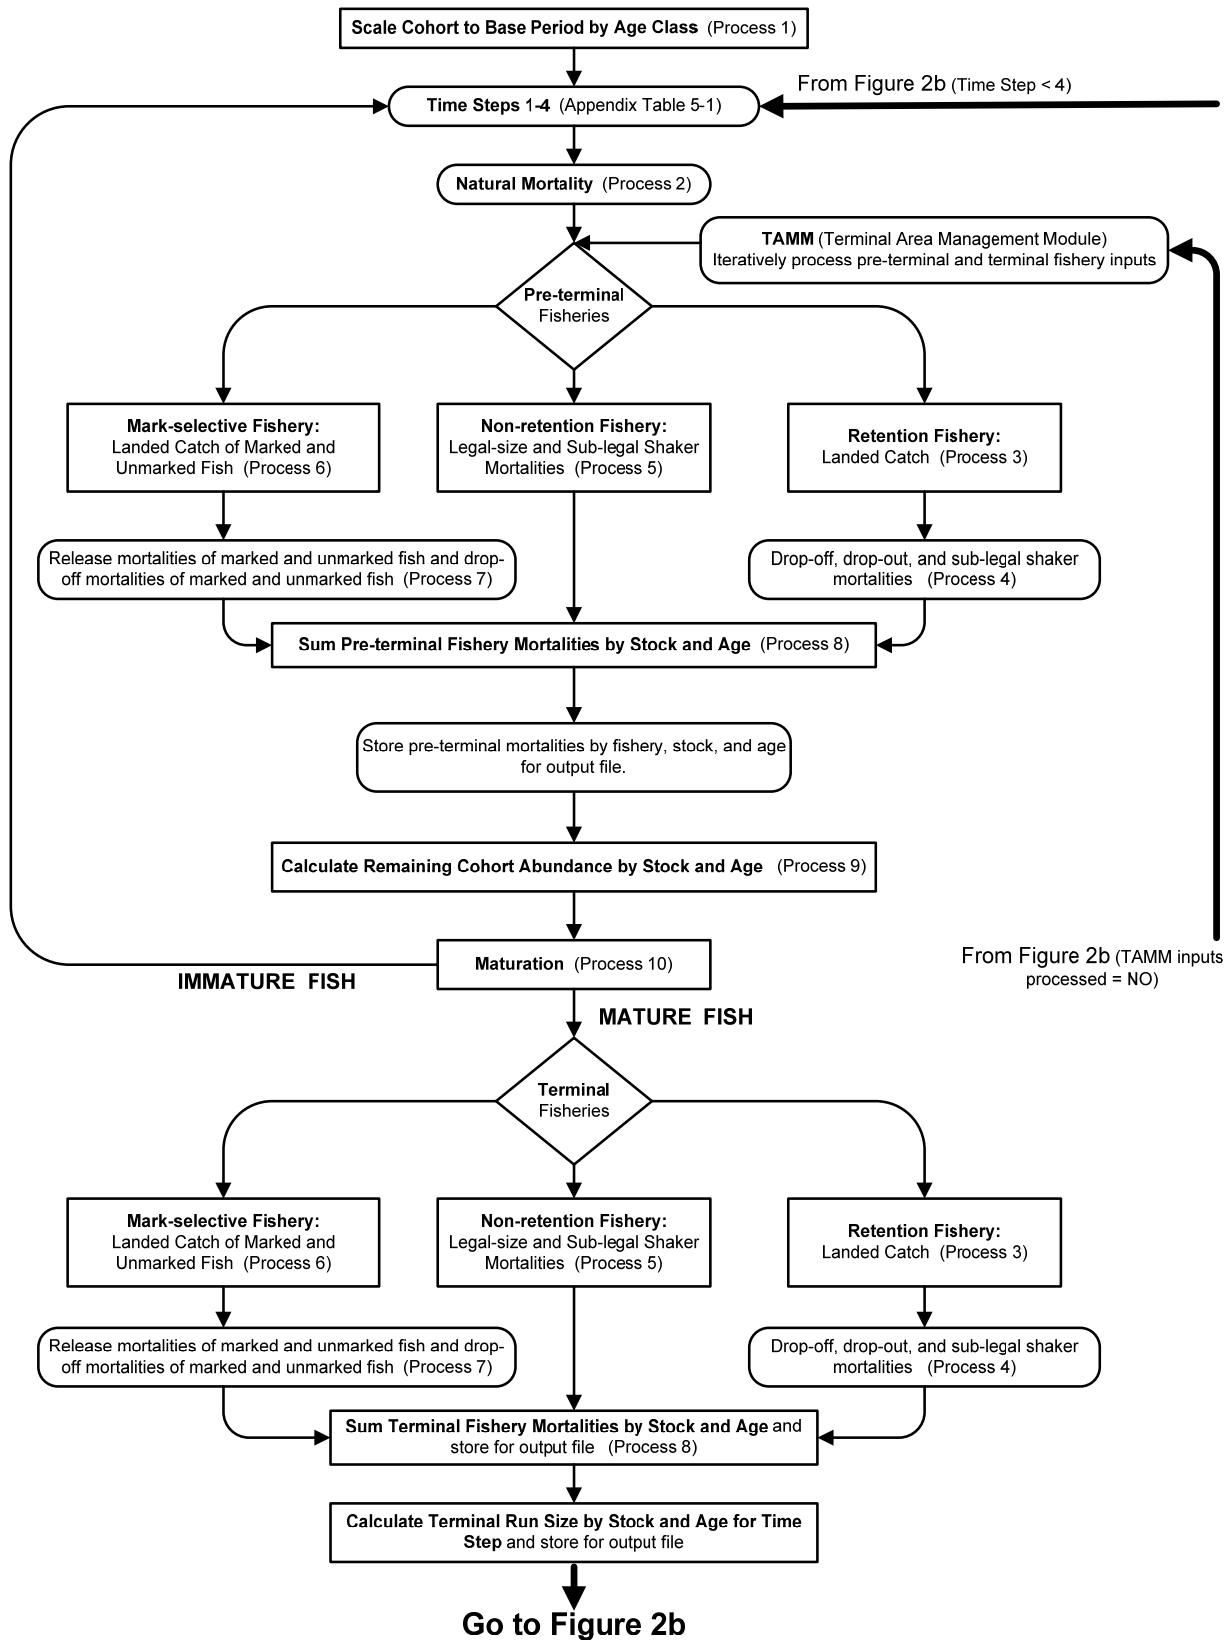 Scale Cohort to Base Period by Age Class (Process 1)
From Figure 2b (Time Step < 4)
Time Steps 1-4 (Appendix Table 5-1)
Natural Mortality (Process 2)
TAMM (Terminal Area Management Module)
Iteratively process pre-terminal and terminal fishery inputs
Pre-terminal
Fisheries
Mark-selective Fishery:
Landed Catch of Marked and
Unmarked Fish (Process 6)
Non-retention Fishery:
Legal-size and Sub-legal Shaker
Mortalities (Process 5)
Retention Fishery:
Landed Catch (Process 3)
Release mortalities of marked and unmarked fish and drop-
off mortalities of marked and unmarked fish (Process 7)
Drop-off, drop-out, and sub-legal shaker
mortalities (Process 4)
Sum Pre-terminal Fishery Mortalities by Stock and Age (Process 8)
Store pre-terminal mortalities by fishery, stock, and age
for output file.
Calculate Remaining Cohort Abundance by Stock and Age (Process 9)
Maturation (Process 10)
From Figure 2b (TAMM inputs
processed = NO)
IMMATURE FISH
MATURE FISH
Terminal
Fisheries
Mark-selective Fishery:
Landed Catch of Marked and
Unmarked Fish (Process 6)
Non-retention Fishery:
Legal-size and Sub-legal Shaker
Mortalities (Process 5)
Retention Fishery:
Landed Catch (Process 3)
Release mortalities of marked and unmarked fish and drop-
off mortalities of marked and unmarked fish (Process 7)
Drop-off, drop-out, and sub-legal shaker
mortalities (Process 4)
Sum Terminal Fishery Mortalities by Stock and Age and
store for output file (Process 8)
Calculate Terminal Run Size by Stock and Age for Time
Step and store for output file
Go to Figure 2b